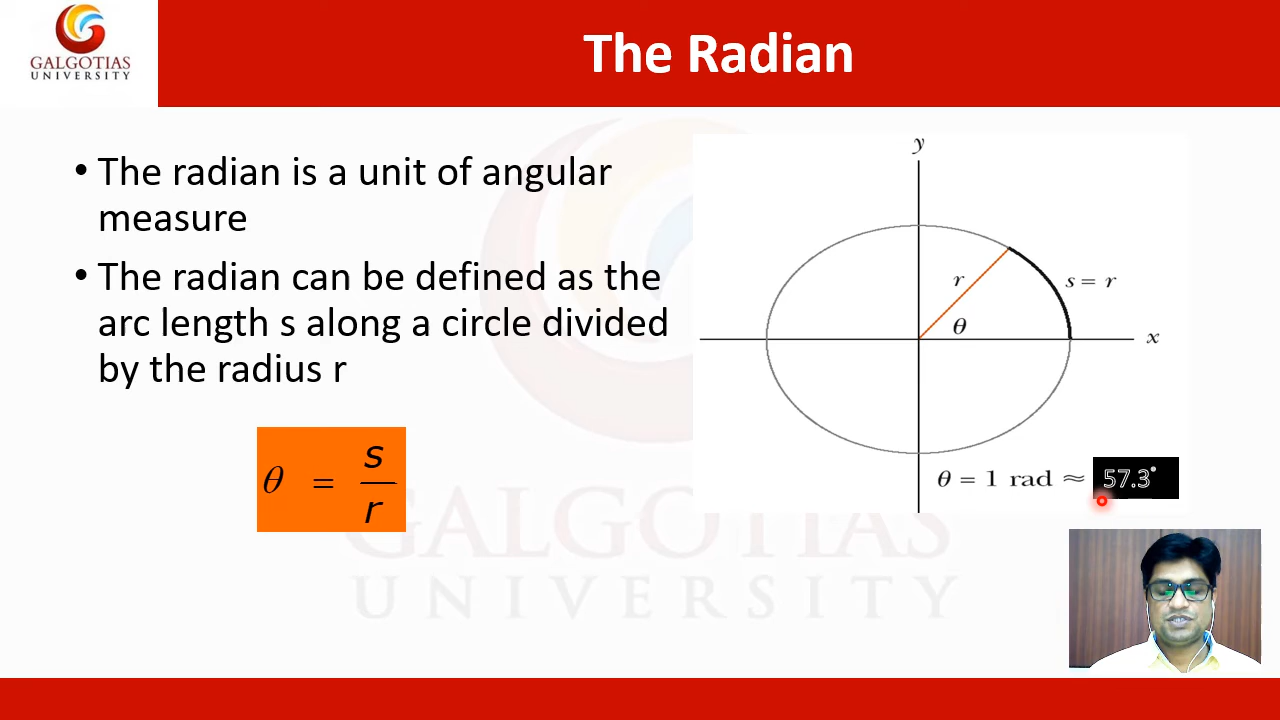 GALGOTIAS
UNIVERSITY
The Radian
• The radian is a unit of angular
measure
• The radian can be defined as the
arc length s along a circle divided
by the radius r
θ = s/r
y
r
s = r
θ
x
θ = 1 rad ≈ 57.3°
GALGOTIAS
UNIVERSITY